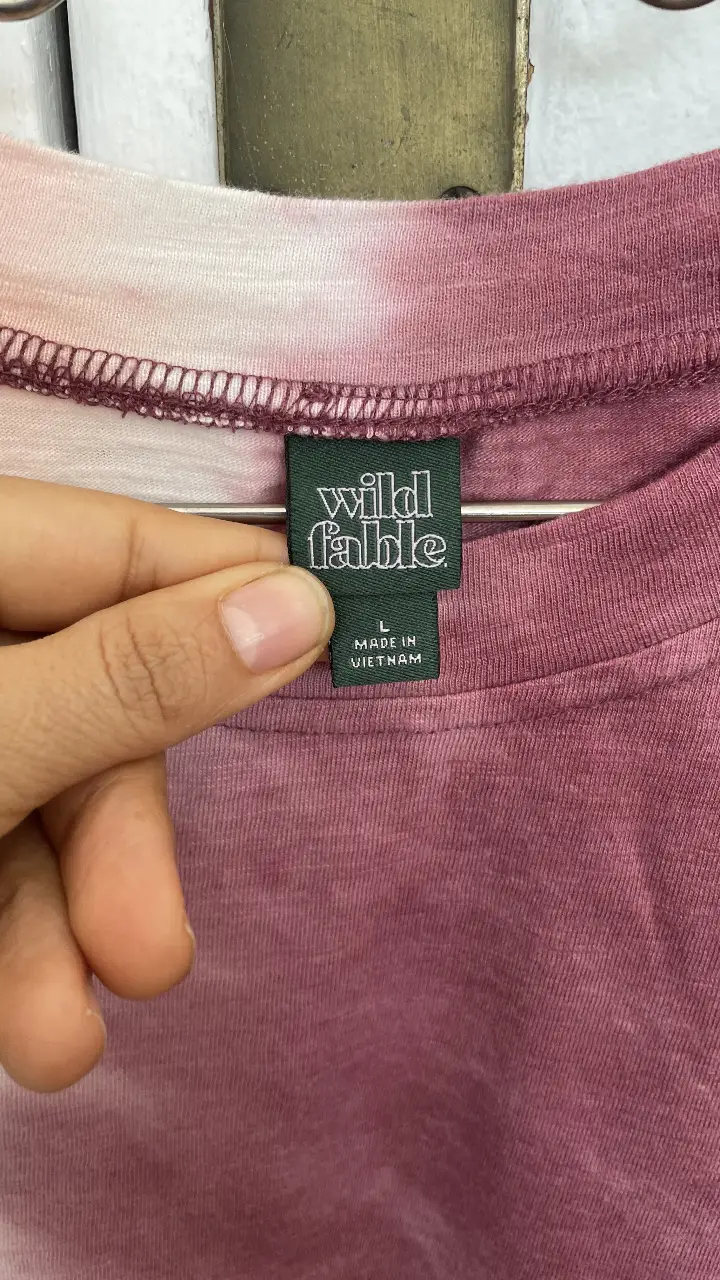 wild
fable.
L
MADE IN
VIETNAM